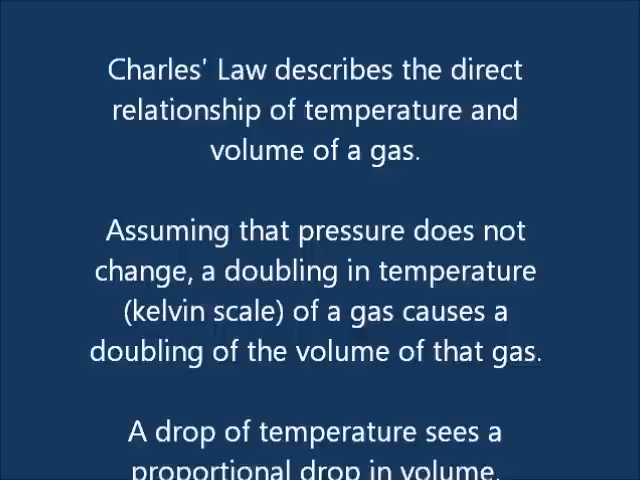 Charles' Law describes the direct
relationship of temperature and
volume of a gas.
Assuming that pressure does not
change, a doubling in temperature
(kelvin scale) of a gas causes a
doubling of the volume of that gas.
A drop of temperature sees a
proportional drop in volume.